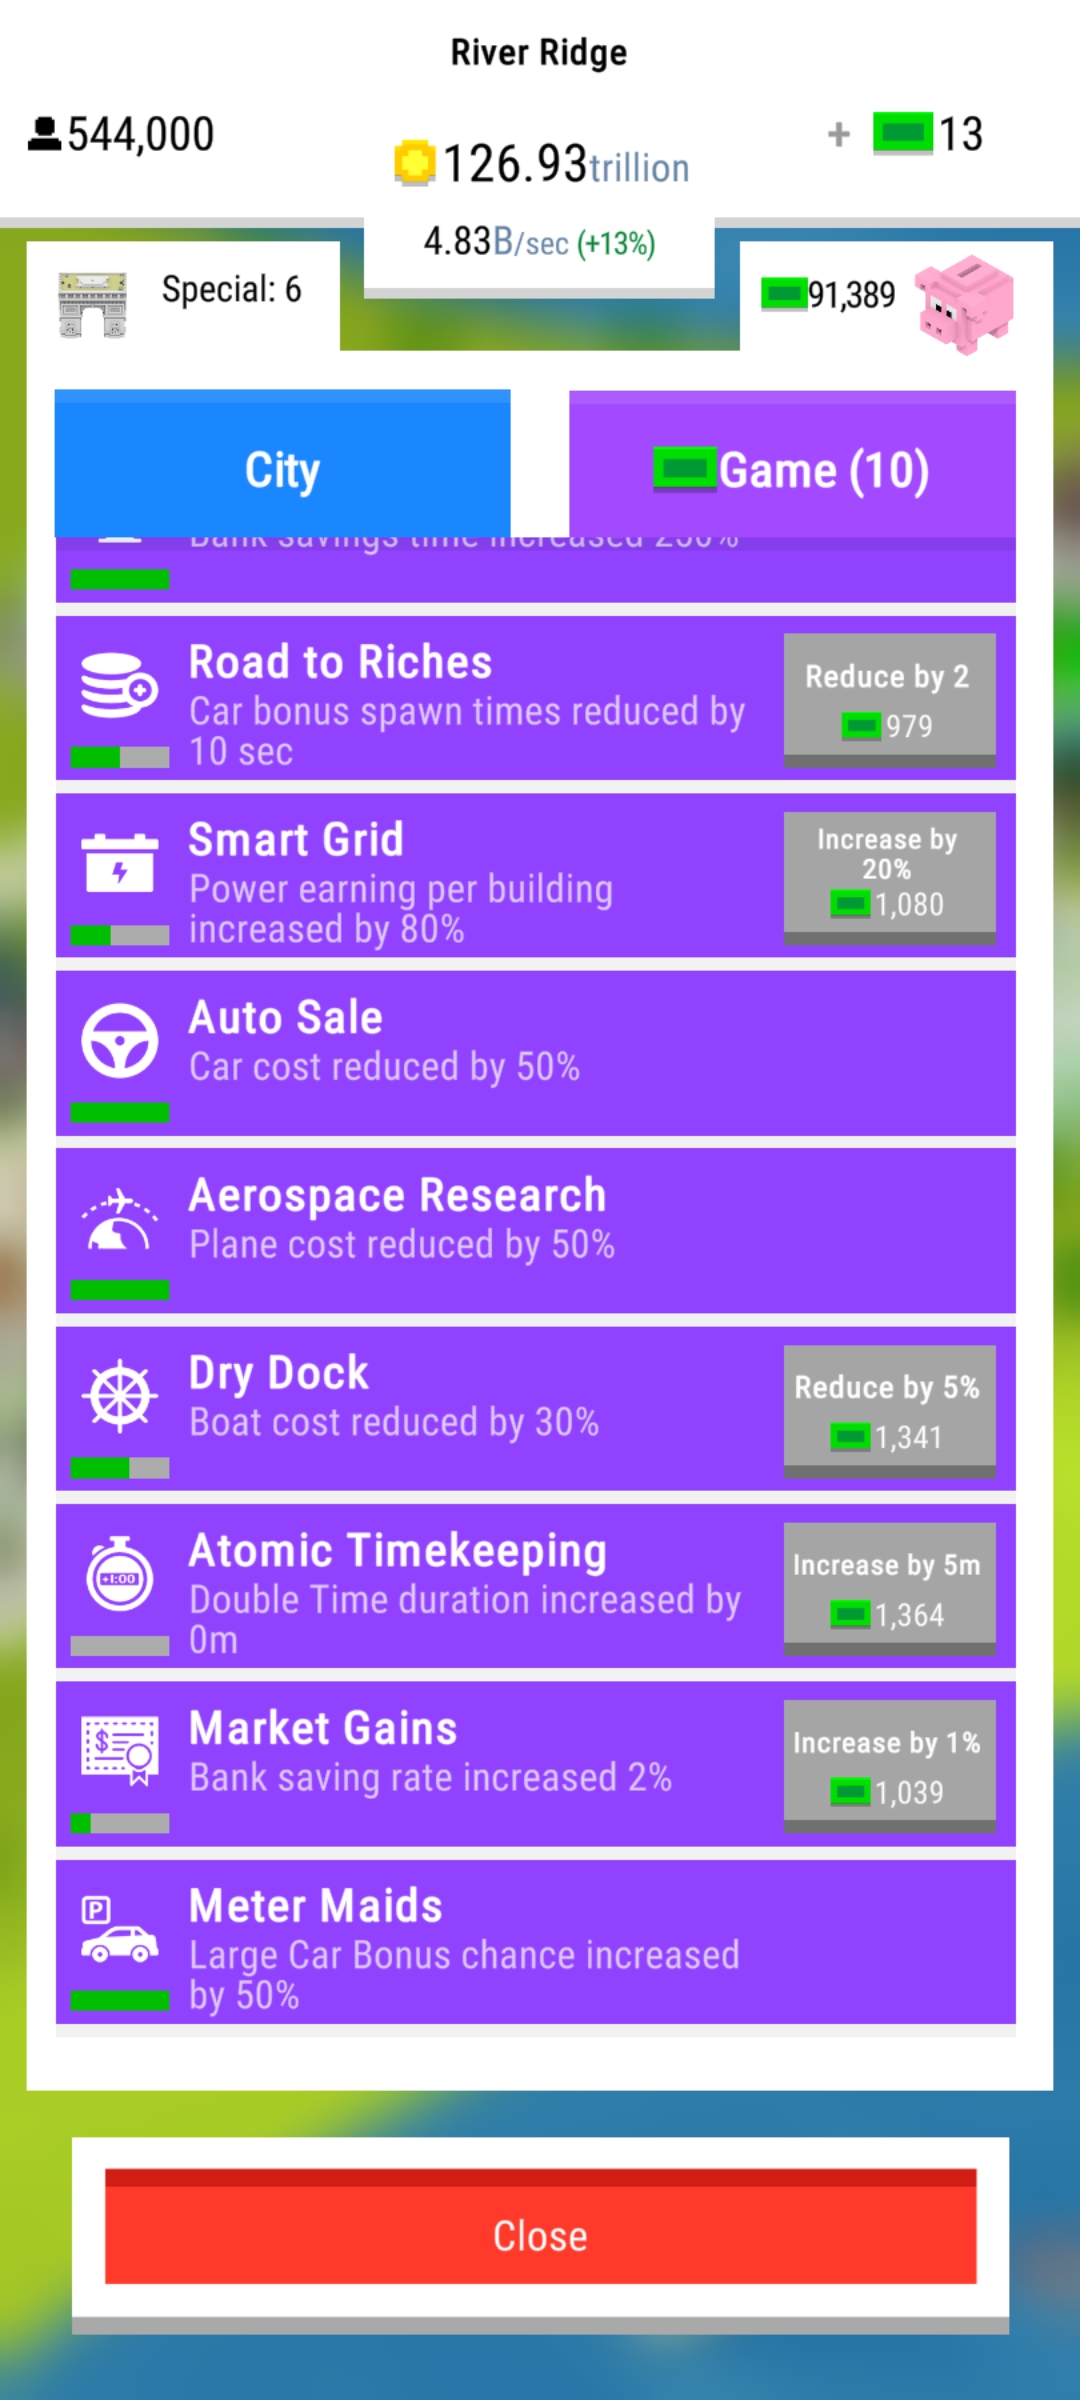 River Ridge
544,000
126.93trillion
+ 13
4.83B/sec (+13%)
Special: 6
91,389
City
Game (10)
Bank savings time increased 250%
Road to Riches
Car bonus spawn times reduced by
10 sec
Reduce by 2
979
Smart Grid
Power earning per building
increased by 80%
Increase by
20%
1,080
Auto Sale
Car cost reduced by 50%
Aerospace Research
Plane cost reduced by 50%
Dry Dock
Boat cost reduced by 30%
Reduce by 5%
1,341
+1:00
Atomic Timekeeping
Double Time duration increased by
0m
Increase by 5m
1,364
$
Market Gains
Bank saving rate increased 2%
Increase by 1%
1,039
P
Meter Maids
Large Car Bonus chance increased
by 50%
Close